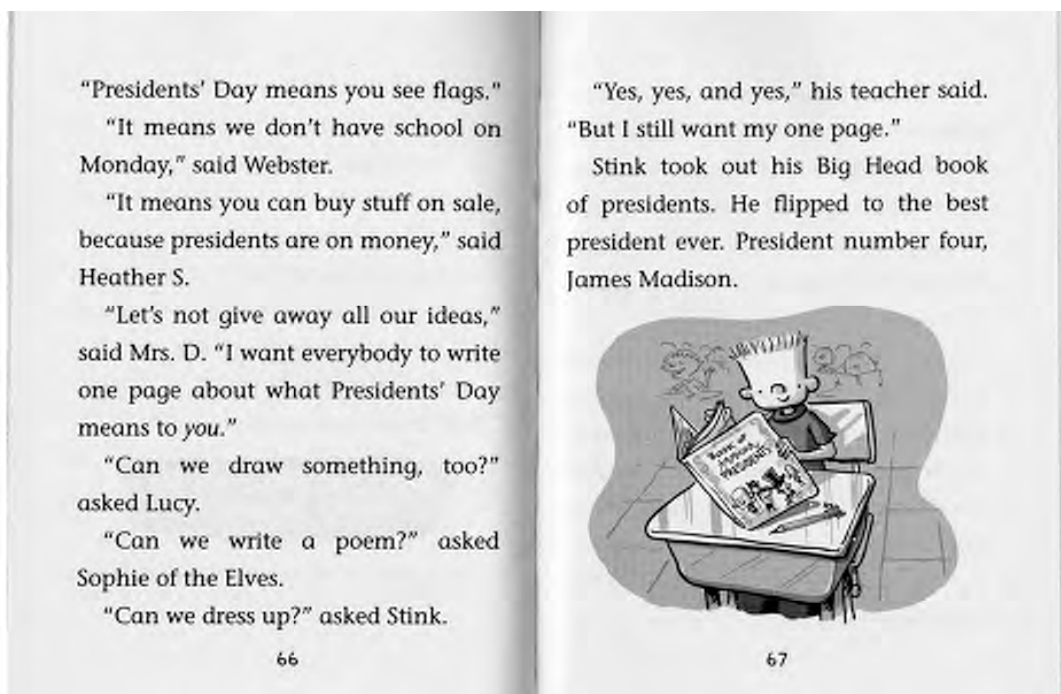 “Presidents’ Day means you see flags.”
“It means we don’t have school on
Monday,” said Webster.
“It means you can buy stuff on sale,
because presidents are on money,” said
Heather S.
“Let’s not give away all our ideas,”
said Mrs. D. “I want everybody to write
one page about what Presidents’ Day
means to you.”
“Can we draw something, too?”
asked Lucy.
“Can we write a poem?” asked
Sophie of the Elves.
“Can we dress up?” asked Stink.
66
“Yes, yes, and yes,” his teacher said.
“But I still want my one page.”
Stink took out his Big Head book
of presidents. He flipped to the best
president ever. President number four,
James Madison.
BOOK OF
PRESIDENTS
67